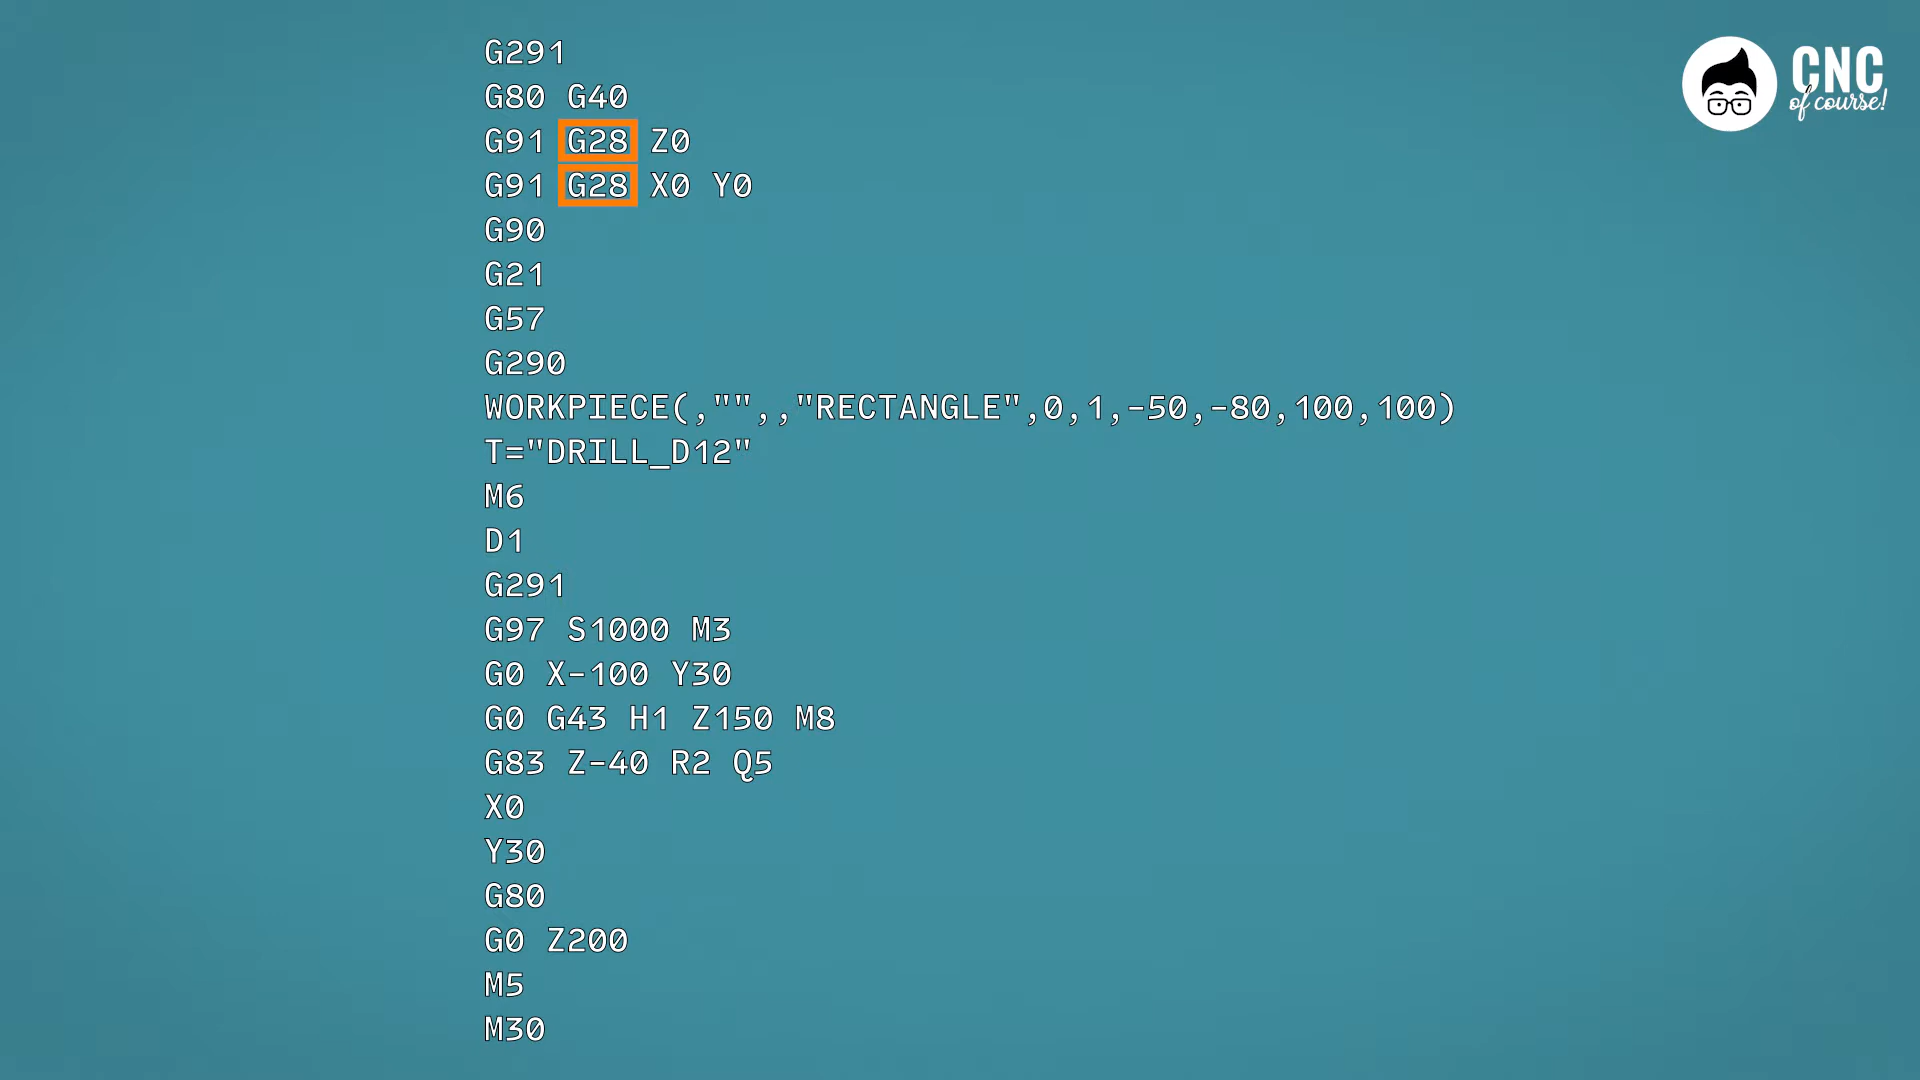 G291
G80 G40
G91 G28 Z0
G91 G28 X0 Y0
G90
G21
G57
G290
WORKPIECE(,"",,"RECTANGLE",0,1,-50,-80,100,100)
T="DRILL_D12"
M6
D1
G291
G97 S1000 M3
G0 X-100 Y30
G0 G43 H1 Z150 M8
G83 Z-40 R2 Q5
X0
Y30
G80
G0 Z200
M5
M30
CNC
of course!